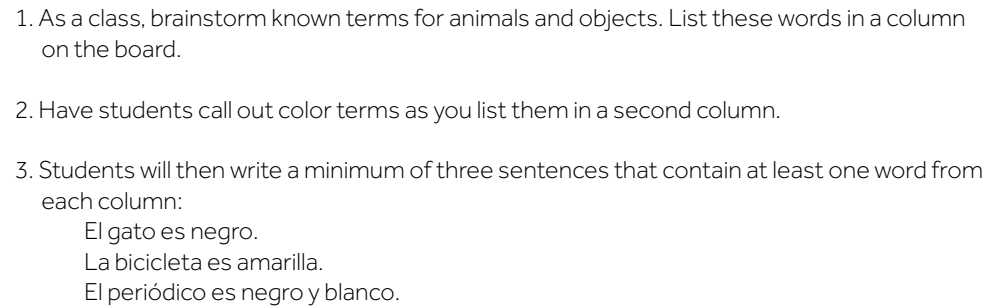 1. As a class, brainstorm known terms for animals and objects. List these words in a column
on the board.
2. Have students call out color terms as you list them in a second column.
3. Students will then write a minimum of three sentences that contain at least one word from
each column:
El gato es negro.
La bicicleta es amarilla.
El periódico es negro y blanco.